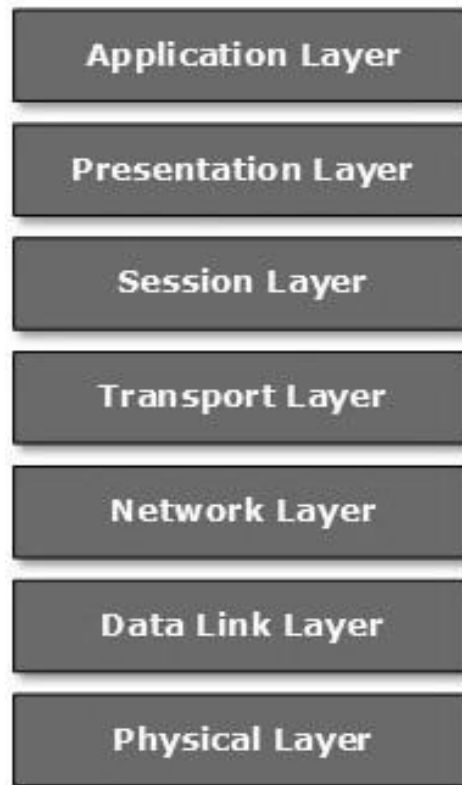 Application Layer
Presentation Layer
Session Layer
Transport Layer
Network Layer
Data Link Layer
Physical Layer